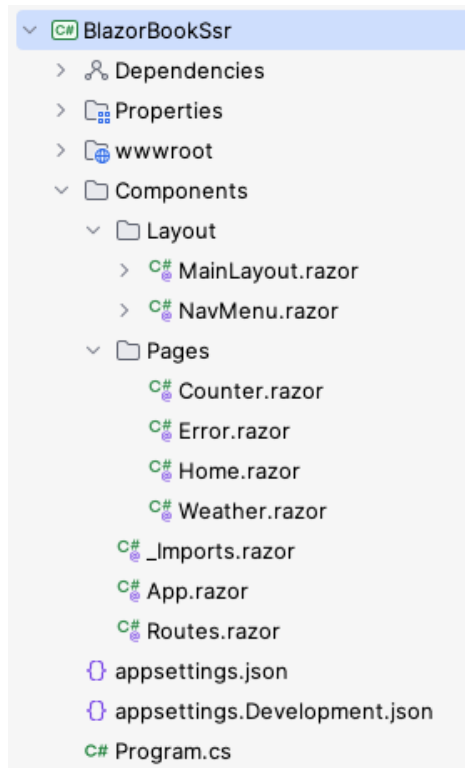 C# BlazorBookSsr
Dependencies
Properties
wwwroot
Components
Layout
C# MainLayout.razor
C# NavMenu.razor
Pages
C# Counter.razor
C# Error.razor
C# Home.razor
C# Weather.razor
C# _Imports.razor
C# App.razor
C# Routes.razor
{} appsettings.json
{} appsettings.Development.json
C# Program.cs